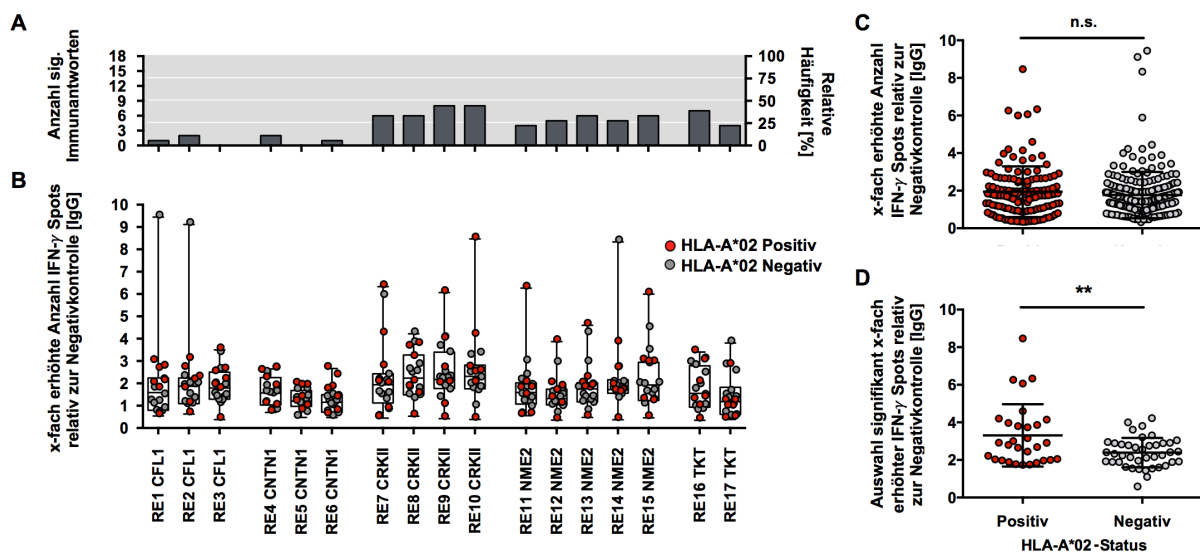 A
Anzahl sig.
Immunantworten
18
15
12
9
6
3
0
100
75
50
25
0
Relative
Häufigkeit [%]
B
x-fach erhöhte Anzahl IFN-γ Spots
relativ zur Negativkontrolle [IgG]
10
9
8
7
6
5
4
3
2
1
0
HLA-A*02 Positiv
HLA-A*02 Negativ
RE1 CFL1
RE2 CFL1
RE3 CFL1
RE4 CNTN1
RE5 CNTN1
RE6 CNTN1
RE7 CRKII
RE8 CRKII
RE9 CRKII
RE10 CRKII
RE11 NME2
RE12 NME2
RE13 NME2
RE14 NME2
RE15 NME2
RE16 TKT
RE17 TKT
C
n.s.
x-fach erhöhte Anzahl
IFN-γ Spots relativ zur
Negativkontrolle [IgG]
10
8
6
4
2
0
D
**
Auswahl signifikant x-fach
erhöhter IFN-γ Spots relativ
zur Negativkontrolle [IgG]
10
8
6
4
2
0
Positiv
Negativ
HLA-A*02-Status